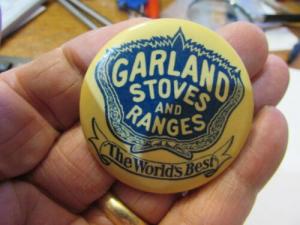 GARLAND
STOVES
AND
RANGES
The World's Best